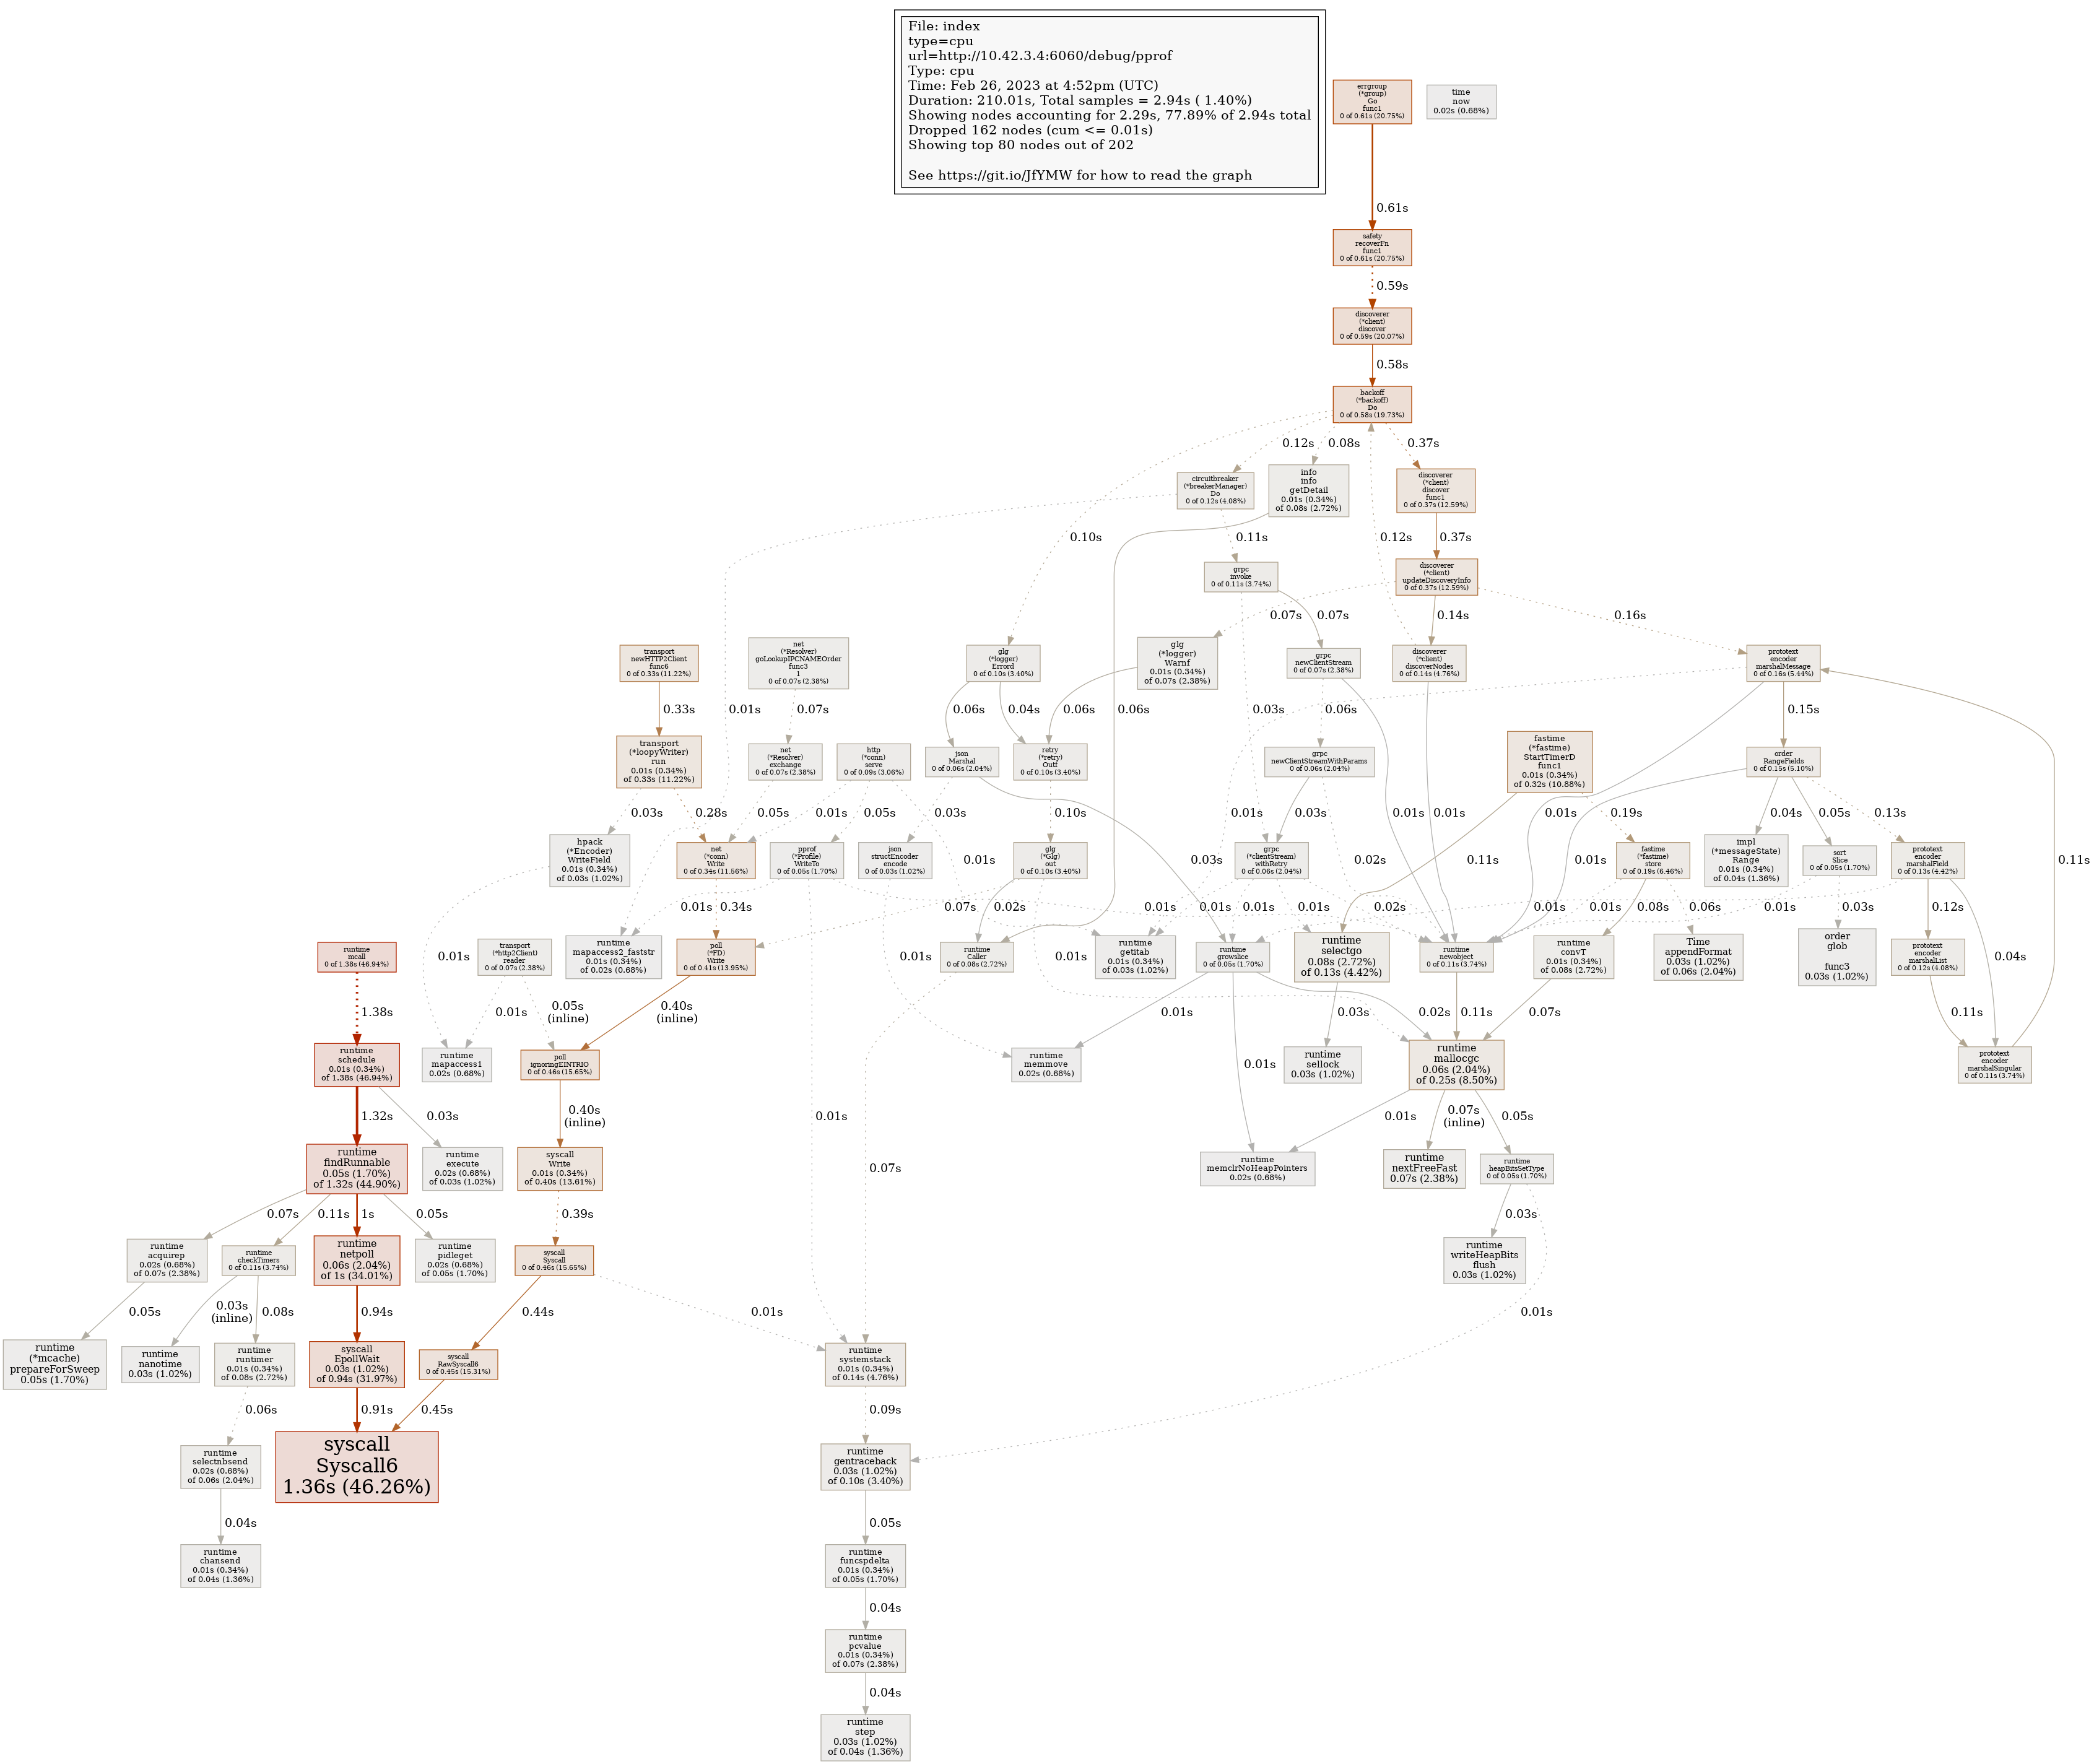 File: index
type=cpu
url=http://10.42.3.4:6060/debug/pprof
Type: cpu
Time: Feb 26, 2023 at 4:52pm (UTC)
Duration: 210.01s, Total samples = 2.94s ( 1.40%)
Showing nodes accounting for 2.29s, 77.89% of 2.94s total
Dropped 162 nodes (cum <= 0.01s)
Showing top 80 nodes out of 202
See https://git.io/JfYMW for how to read the graph
errgroup
(*group)
Go
func1
0 of 0.61s (20.75%)
time
now
0.02s (0.68%)
0.61s
safety
recoverFn
func1
0 of 0.61s (20.75%)
0.59s
discoverer
(*client)
discover
0 of 0.59s (20.07%)
0.58s
backoff
(*backoff)
Do
0 of 0.58s (19.73%)
0.12s
0.08s
0.37s
circuitbreaker
(*breakerManager)
Do
0 of 0.12s (4.08%)
info
info
getDetail
0.01s (0.34%)
of 0.08s (2.72%)
discoverer
(*client)
discover
func1
0 of 0.37s (12.59%)
0.10s
0.11s
0.12s
0.37s
grpc
invoke
0 of 0.11s (3.74%)
discoverer
(*client)
updateDiscoveryInfo
0 of 0.37s (12.59%)
0.07s
0.07s
0.14s
0.16s
transport
newHTTP2Client
func6
0 of 0.33s (11.22%)
net
(*Resolver)
goLookupIPCNAMEOrder
func3
1
0 of 0.07s (2.38%)
glg
(*logger)
Errord
0 of 0.10s (3.40%)
glg
(*logger)
Warnf
0.01s (0.34%)
of 0.07s (2.38%)
grpc
newClientStream
0 of 0.07s (2.38%)
discoverer
(*client)
discoverNodes
0 of 0.14s (4.76%)
prototext
encoder
marshalMessage
0 of 0.16s (5.44%)
0.33s
0.01s
0.07s
0.06s
0.04s
0.06s
0.06s
0.03s
0.06s
0.15s
transport
(*loopyWriter)
run
0.01s (0.34%)
of 0.33s (11.22%)
net
(*Resolver)
exchange
0 of 0.07s (2.38%)
http
(*conn)
serve
0 of 0.09s (3.06%)
json
Marshal
0 of 0.06s (2.04%)
retry
(*retry)
Outf
0 of 0.10s (3.40%)
grpc
newClientStreamWithParams
0 of 0.06s (2.04%)
fastime
(*fastime)
StartTimerD
func1
0.01s (0.34%)
of 0.32s (10.88%)
order
RangeFields
0 of 0.15s (5.10%)
0.03s
0.28s
0.05s
0.01s
0.05s
0.03s
0.10s
0.01s
0.03s
0.01s
0.01s
0.01s
0.19s
0.04s
0.05s
0.13s
hpack
(*Encoder)
WriteField
0.01s (0.34%)
of 0.03s (1.02%)
net
(*conn)
Write
0 of 0.34s (11.56%)
pprof
(*Profile)
WriteTo
0 of 0.05s (1.70%)
json
structEncoder
encode
0 of 0.03s (1.02%)
glg
(*Glg)
out
0 of 0.10s (3.40%)
grpc
(*clientStream)
withRetry
0 of 0.06s (2.04%)
fastime
(*fastime)
store
0 of 0.19s (6.46%)
impl
(*messageState)
Range
0.01s (0.34%)
of 0.04s (1.36%)
sort
Slice
0 of 0.05s (1.70%)
prototext
encoder
marshalField
0 of 0.13s (4.42%)
0.01s
0.03s
0.02s
0.11s
0.01s
0.11s
0.34s
0.01s
0.07s
0.02s
0.01s
0.01s
0.01s
0.01s
0.02s
0.01s
0.01s
0.08s
0.06s
0.01s
0.03s
0.12s
runtime
mcall
0 of 1.38s (46.94%)
transport
(*http2Client)
reader
0 of 0.07s (2.38%)
runtime
mapaccess2_faststr
0.01s (0.34%)
of 0.02s (0.68%)
poll
(*FD)
Write
0 of 0.41s (13.95%)
runtime
Caller
0 of 0.08s (2.72%)
runtime
getitab
0.01s (0.34%)
of 0.03s (1.02%)
runtime
growslice
0 of 0.05s (1.70%)
runtime
selectgo
0.08s (2.72%)
of 0.13s (4.42%)
runtime
newobject
0 of 0.11s (3.74%)
runtime
convT
0.01s (0.34%)
of 0.08s (2.72%)
Time
appendFormat
0.03s (1.02%)
of 0.06s (2.04%)
order
glob
func3
0.03s (1.02%)
prototext
encoder
marshalList
0 of 0.12s (4.08%)
0.01s
0.04s
1.38s
0.01s
0.05s
(inline)
0.40s
(inline)
0.01s
0.01s
0.01s
0.02s
0.03s
0.11s
0.07s
0.11s
runtime
schedule
0.01s (0.34%)
of 1.38s (46.94%)
runtime
mapaccess1
0.02s (0.68%)
poll
ignoringEINTRIO
0 of 0.46s (15.65%)
runtime
memmove
0.02s (0.68%)
runtime
sellock
0.03s (1.02%)
runtime
mallocgc
0.06s (2.04%)
of 0.25s (8.50%)
prototext
encoder
marshalSingular
0 of 0.11s (3.74%)
1.32s
0.03s
0.40s
(inline)
0.01s
0.07s
0.01s
0.07s
(inline)
0.05s
runtime
findRunnable
0.05s (1.70%)
of 1.32s (44.90%)
runtime
execute
0.02s (0.68%)
of 0.03s (1.02%)
syscall
Write
0.01s (0.34%)
of 0.40s (13.61%)
runtime
memclrNoHeapPointers
0.02s (0.68%)
runtime
nextFreeFast
0.07s (2.38%)
runtime
heapBitsSetType
0 of 0.05s (1.70%)
0.07s
0.11s
1s
0.05s
0.39s
0.03s
runtime
acquirep
0.02s (0.68%)
of 0.07s (2.38%)
runtime
checkTimers
0 of 0.11s (3.74%)
runtime
netpoll
0.06s (2.04%)
of 1s (34.01%)
runtime
pidleget
0.02s (0.68%)
of 0.05s (1.70%)
syscall
Syscall
0 of 0.46s (15.65%)
runtime
writeHeapBits
flush
0.03s (1.02%)
0.05s
0.03s
(inline)
0.08s
0.94s
0.44s
0.01s
0.01s
runtime
(*mcache)
prepareForSweep
0.05s (1.70%)
runtime
nanotime
0.03s (1.02%)
runtime
runtimer
0.01s (0.34%)
of 0.08s (2.72%)
syscall
EpollWait
0.03s (1.02%)
of 0.94s (31.97%)
syscall
RawSyscall6
0 of 0.45s (15.31%)
runtime
systemstack
0.01s (0.34%)
of 0.14s (4.76%)
0.06s
0.91s
0.45s
0.09s
runtime
selectnbsend
0.02s (0.68%)
of 0.06s (2.04%)
syscall
Syscall6
1.36s (46.26%)
runtime
gentraceback
0.03s (1.02%)
of 0.10s (3.40%)
0.04s
0.05s
runtime
chansend
0.01s (0.34%)
of 0.04s (1.36%)
runtime
funcspdelta
0.01s (0.34%)
of 0.05s (1.70%)
0.04s
runtime
pcvalue
0.01s (0.34%)
of 0.07s (2.38%)
0.04s
runtime
step
0.03s (1.02%)
of 0.04s (1.36%)